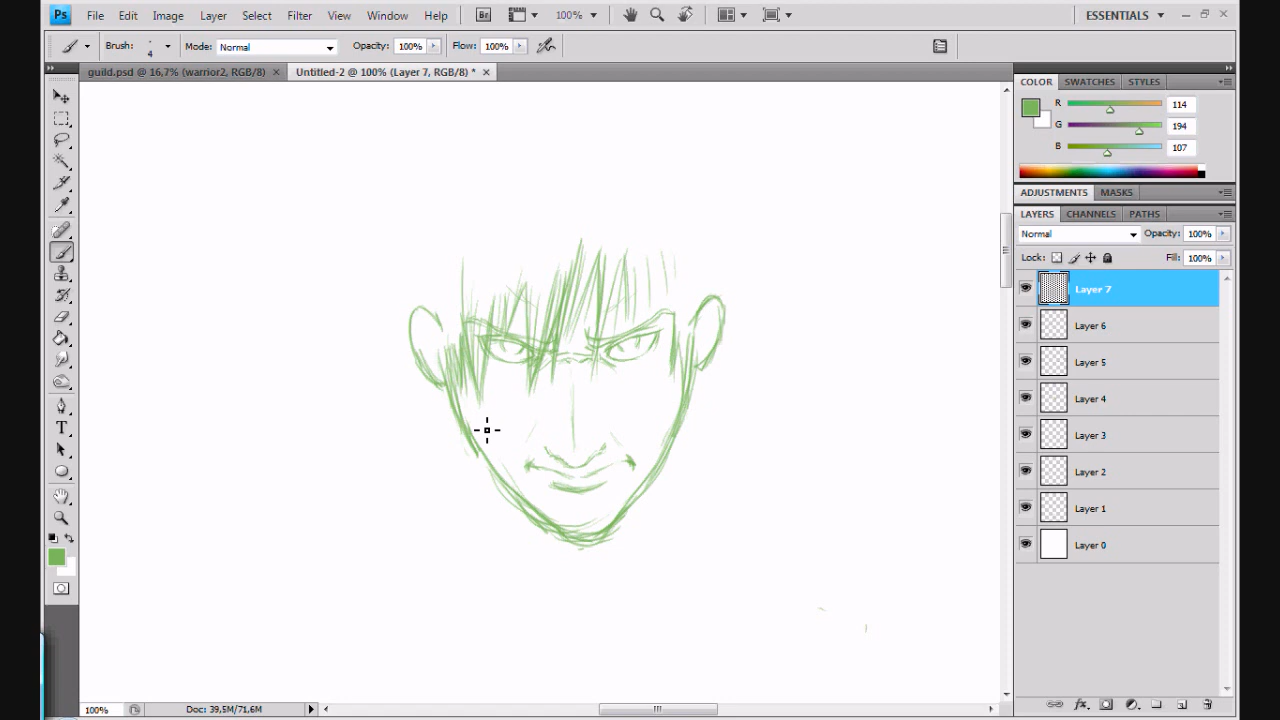 Ps File Edit Image Layer Select Filter View Window Help Br 100% ESSENTIALS
Brush: 4 Mode: Normal Opacity: 100% Flow: 100%
guild.psd @ 16,7% (warrior2, RGB/8) × Untitled-2 @ 100% (Layer 7, RGB/8) * ×
COLOR SWATCHES STYLES
R 114
G 194
B 107
ADJUSTMENTS MASKS
LAYERS CHANNELS PATHS
Normal Opacity: 100%
Lock: Fill: 100%
Layer 7
Layer 6
Layer 5
Layer 4
Layer 3
Layer 2
Layer 1
Layer 0
T
fx
100% Doc: 39,5M/71,6M